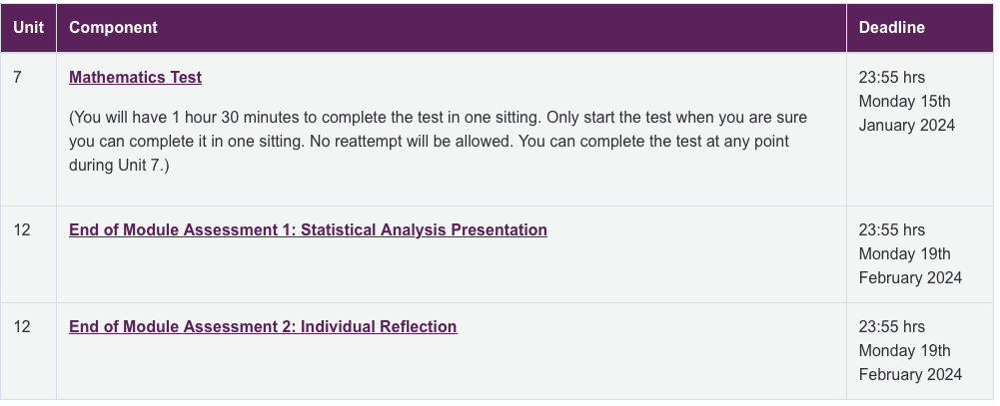 Unit Component Deadline
7 Mathematics Test 23:55 hrs
Monday 15th
January 2024
(You will have 1 hour 30 minutes to complete the test in one sitting. Only start the test when you are sure
you can complete it in one sitting. No reattempt will be allowed. You can complete the test at any point
during Unit 7.)
12 End of Module Assessment 1: Statistical Analysis Presentation 23:55 hrs
Monday 19th
February 2024
12 End of Module Assessment 2: Individual Reflection 23:55 hrs
Monday 19th
February 2024